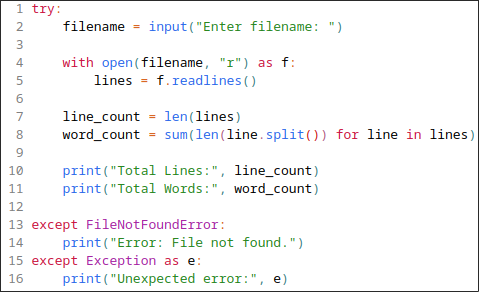 1 try:
2     filename = input("Enter filename: ")
3
4     with open(filename, "r") as f:
5         lines = f.readlines()
6
7     line_count = len(lines)
8     word_count = sum(len(line.split()) for line in lines)
9
10     print("Total Lines:", line_count)
11     print("Total Words:", word_count)
12
13 except FileNotFoundError:
14     print("Error: File not found.")
15 except Exception as e:
16     print("Unexpected error:", e)